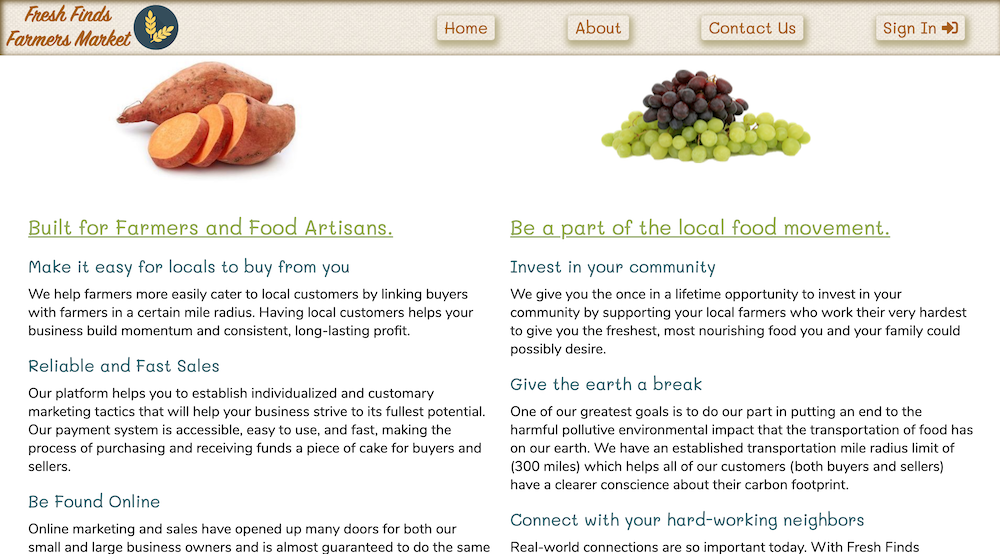 Fresh Finds
Farmers Market
Home
About
Contact Us
Sign In
Built for Farmers and Food Artisans.
Make it easy for locals to buy from you
We help farmers more easily cater to local customers by linking buyers
with farmers in a certain mile radius. Having local customers helps your
business build momentum and consistent, long-lasting profit.
Reliable and Fast Sales
Our platform helps you to establish individualized and customary
marketing tactics that will help your business strive to its fullest potential.
Our payment system is accessible, easy to use, and fast, making the
process of purchasing and receiving funds a piece of cake for buyers and
sellers.
Be Found Online
Online marketing and sales have opened up many doors for both our
small and large business owners and is almost guaranteed to do the same
Be a part of the local food movement.
Invest in your community
We give you the once in a lifetime opportunity to invest in your
community by supporting your local farmers who work their very hardest
to give you the freshest, most nourishing food you and your family could
possibly desire.
Give the earth a break
One of our greatest goals is to do our part in putting an end to the
harmful pollutive environmental impact that the transportation of food has
on our earth. We have an established transportation mile radius limit of
(300 miles) which helps all of our customers (both buyers and sellers)
have a clearer conscience about their carbon footprint.
Connect with your hard-working neighbors
Real-world connections are so important today. With Fresh Finds